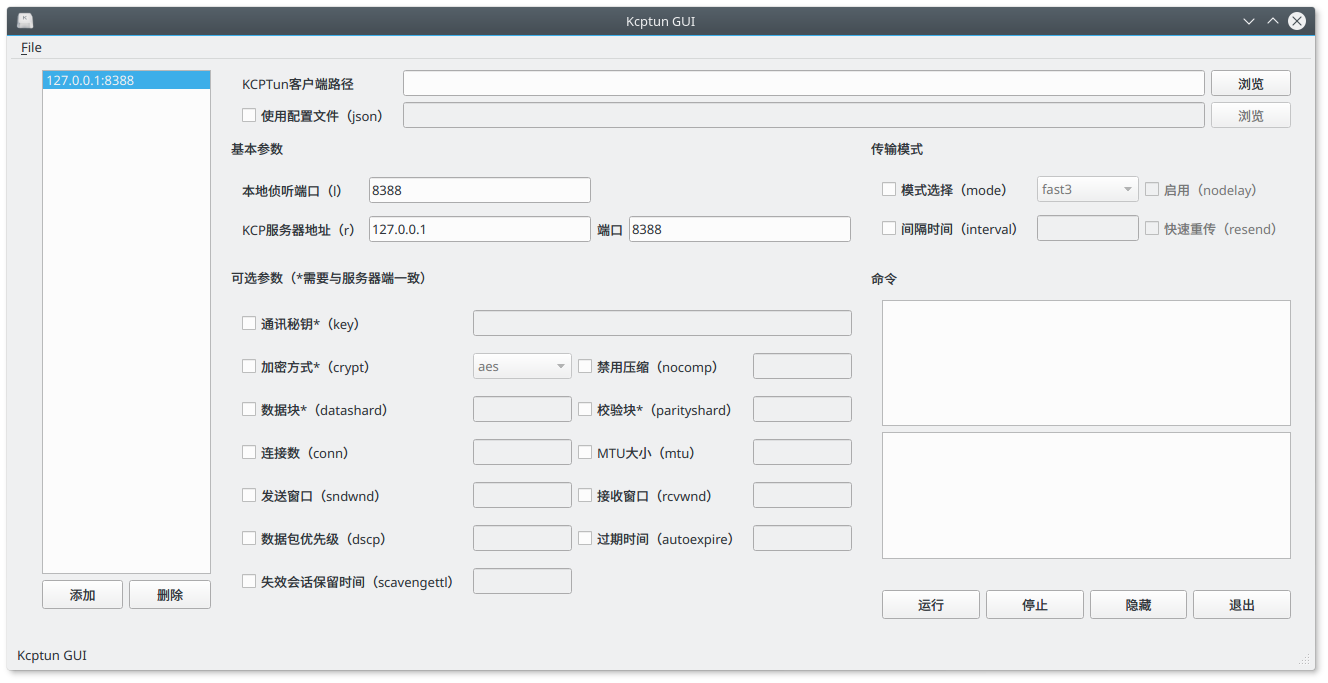 Kcptun GUI
File
127.0.0.1:8388
KCPTun客户端路径 浏览
使用配置文件（json） 浏览
基本参数 传输模式
本地侦听端口（l） 8388 模式选择（mode） fast3 启用（nodelay)
KCP服务器地址（r） 127.0.0.1 端口 8388 间隔时间（interval） 快速重传（resend）
可选参数（*需要与服务器端一致） 命令
通讯秘钥*（key）
加密方式*（crypt） aes 禁用压缩（nocomp）
数据块*（datashard） 校验块*（parityshard）
连接数（conn） MTU大小（mtu）
发送窗口（sndwnd） 接收窗口（rcvwnd）
数据包优先级（dscp） 过期时间（autoexpire）
失效会话保留时间（scavengettl）
添加 删除
运行 停止 隐藏 退出
Kcptun GUI